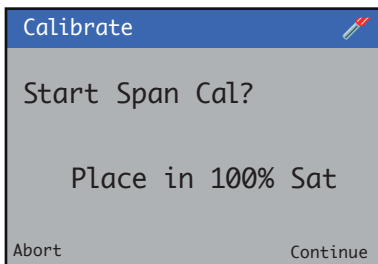 Calibrate
Start Span Cal?
Place in 100% Sat
Abort Continue